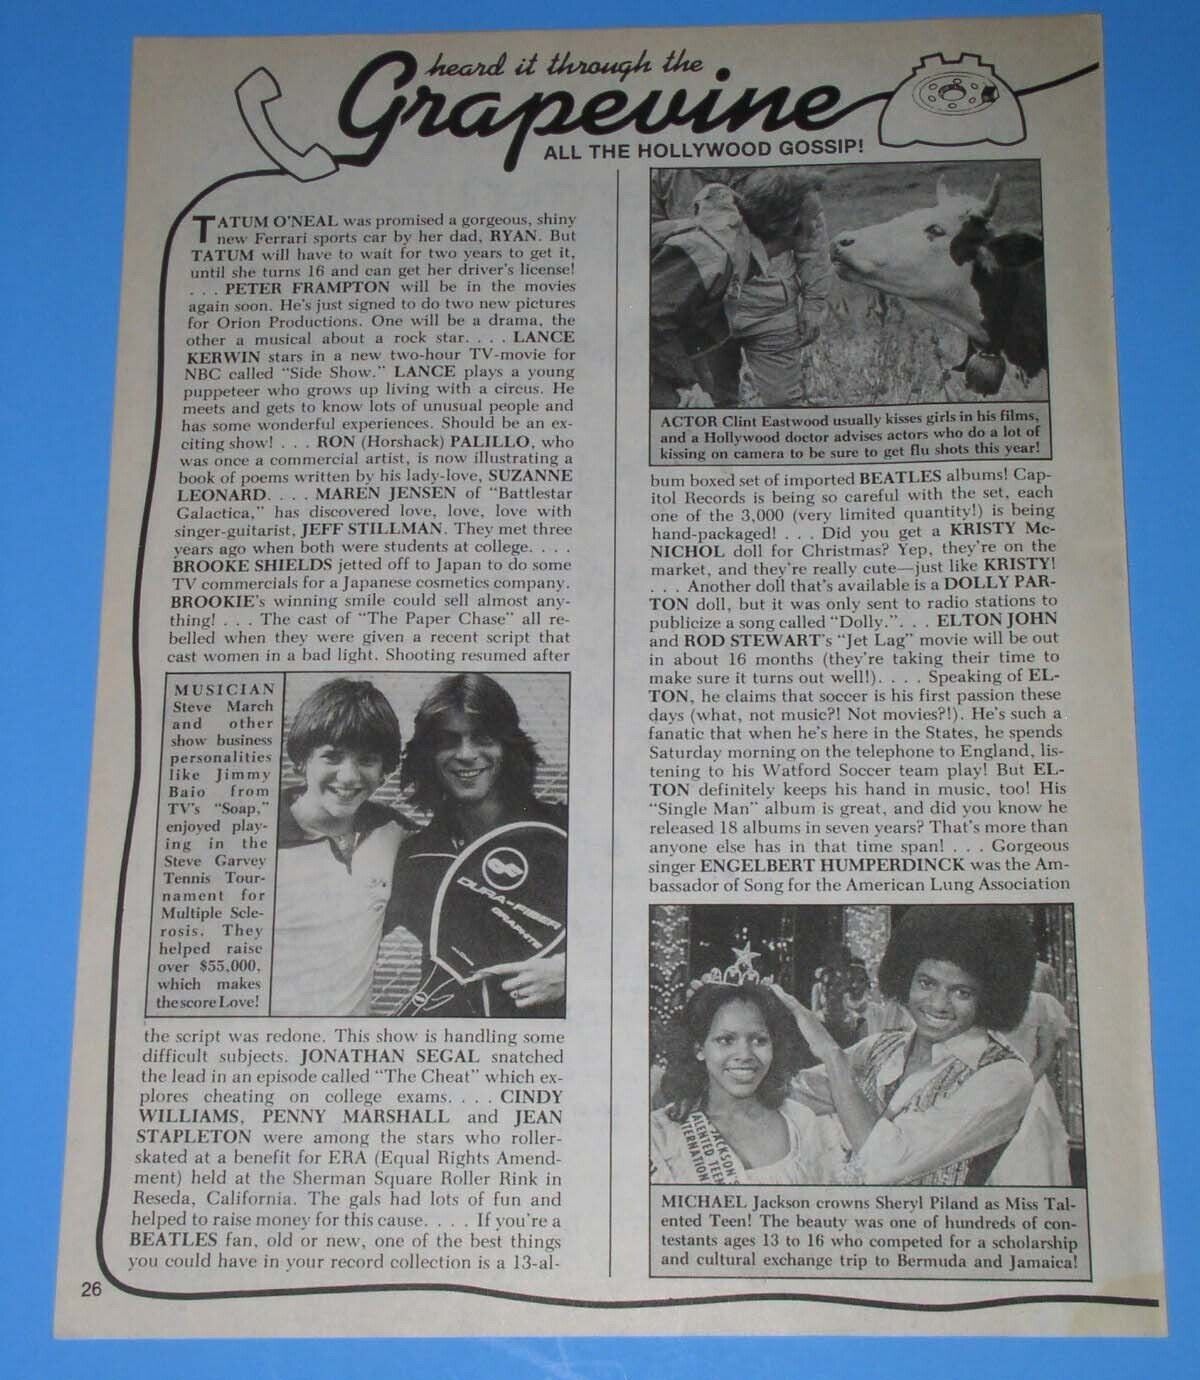 heard it through the
Grapevine
ALL THE HOLLYWOOD GOSSIP!
TATUM O'NEAL was promised a gorgeous, shiny
new Ferrari sports car by her dad, RYAN. But
TATUM will have to wait for two years to get it,
until she turns 16 and can get her driver's license!
. . . PETER FRAMPTON will be in the movies
again soon. He's just signed to do two new pictures
for Orion Productions. One will be a drama, the
other a musical about a rock star. . . . LANCE
KERWIN stars in a new two-hour TV-movie for
NBC called "Side Show." LANCE plays a young
puppeteer who grows up living with a circus. He
meets and gets to know lots of unusual people and
has some wonderful experiences. Should be an ex-
citing show! . . . RON (Horshack) PALILLO, who
was once a commercial artist, is now illustrating a
book of poems written by his lady-love, SUZANNE
LEONARD. . . . MAREN JENSEN of "Battlestar
Galactica," has discovered love, love, love with
singer-guitarist, JEFF STILLMAN. They met three
years ago when both were students at college. . . .
BROOKE SHIELDS jetted off to Japan to do some
TV commercials for a Japanese cosmetics company.
BROOKIE's winning smile could sell almost any-
thing! . . . The cast of "The Paper Chase" all re-
belled when they were given a recent script that
cast women in a bad light. Shooting resumed after
MUSICIAN
Steve March
and other
show business
personalities
like Jimmy
Baio from
TV's "Soap,"
enjoyed play-
ing in the
Steve Garvey
Tennis Tour-
nament for
Multiple Scle-
rosis. They
helped raise
over $55,000,
which makes
the score Love!
DURA-FIBER
GRAPHITE
the script was redone. This show is handling some
difficult subjects. JONATHAN SEGAL snatched
the lead in an episode called "The Cheat" which ex-
plores cheating on college exams. . . . CINDY
WILLIAMS, PENNY MARSHALL and JEAN
STAPLETON were among the stars who roller-
skated at a benefit for ERA (Equal Rights Amend-
ment) held at the Sherman Square Roller Rink in
Reseda, California. The gals had lots of fun and
helped to raise money for this cause. . . . If you're a
BEATLES fan, old or new, one of the best things
you could have in your record collection is a 13-al-
26
ACTOR Clint Eastwood usually kisses girls in his films,
and a Hollywood doctor advises actors who do a lot of
kissing on camera to be sure to get flu shots this year!
bum boxed set of imported BEATLES albums! Cap-
itol Records is being so careful with the set, each
one of the 3,000 (very limited quantity!) is being
hand-packaged! . . . Did you get a KRISTY Mc-
NICHOL doll for Christmas? Yep, they're on the
market, and they're really cute—just like KRISTY!
. . . Another doll that's available is a DOLLY PAR-
TON doll, but it was only sent to radio stations to
publicize a song called "Dolly.". . . ELTON JOHN
and ROD STEWART's "Jet Lag" movie will be out
in about 16 months (they're taking their time to
make sure it turns out well!). . . . Speaking of EL-
TON, he claims that soccer is his first passion these
days (what, not music?! Not movies?!). He's such a
fanatic that when he's here in the States, he spends
Saturday morning on the telephone to England, lis-
tening to his Watford Soccer team play! But EL-
TON definitely keeps his hand in music, too! His
"Single Man" album is great, and did you know he
released 18 albums in seven years? That's more than
anyone else has in that time span! . . . Gorgeous
singer ENGELBERT HUMPERDINCK was the Am-
bassador of Song for the American Lung Association
JACKSON'S
TALENTED TEEN
INTERNATIONAL
MICHAEL Jackson crowns Sheryl Piland as Miss Tal-
ented Teen! The beauty was one of hundreds of con-
testants ages 13 to 16 who competed for a scholarship
and cultural exchange trip to Bermuda and Jamaica!